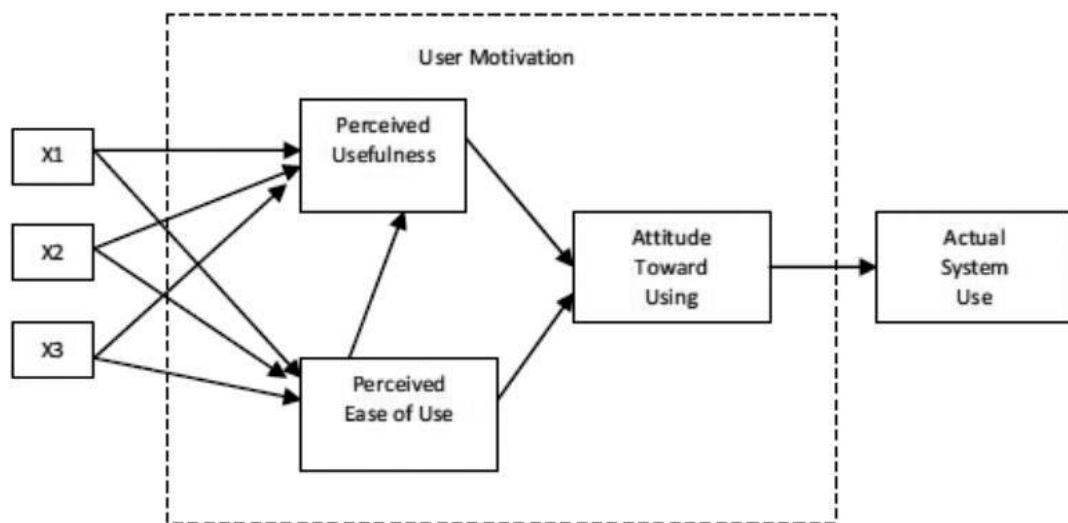 User Motivation
X1
X2
X3
Perceived
Usefulness
Perceived
Ease of Use
Attitude
Toward
Using
Actual
System
Use